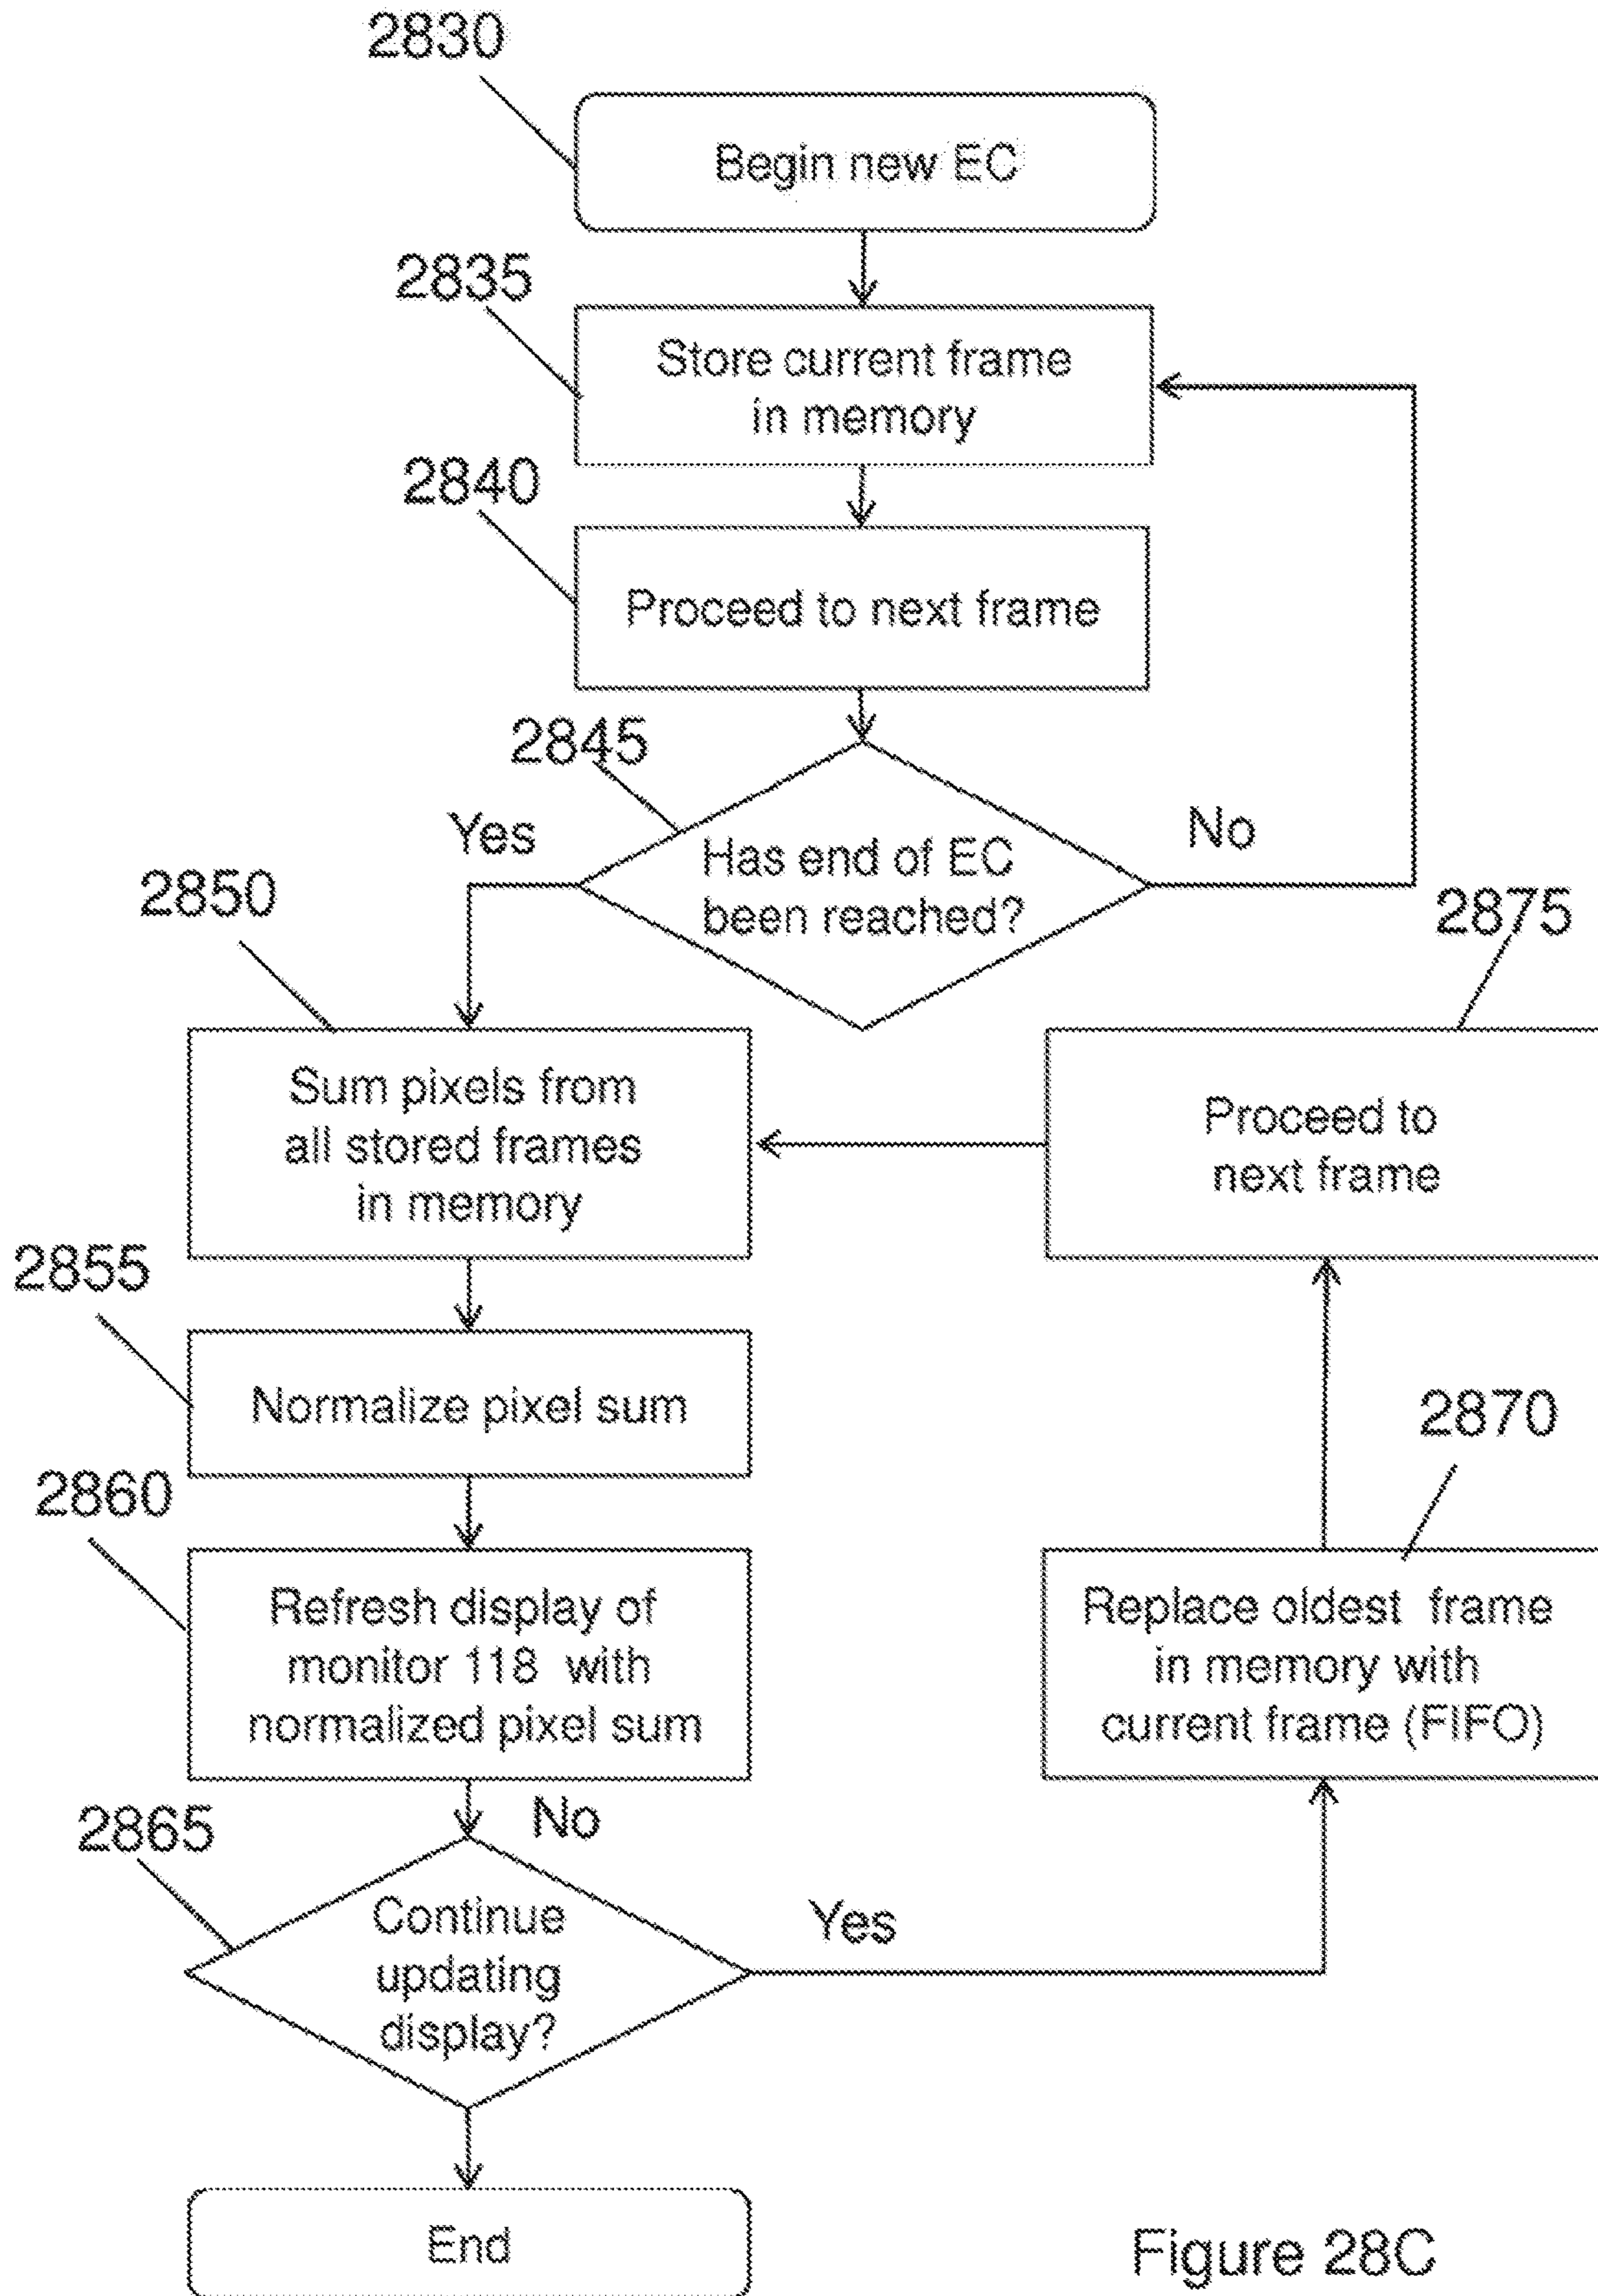 2830
Begin new EC
2835
Store current frame
in memory
2840
Proceed to next frame
2845
Yes
No
Has end of EC
been reached?
2850
2875
Sum pixels from
all stored frames
in memory
Proceed to
next frame
2855
Normalize pixel sum
2870
2860
Refresh display of
monitor 118 with
normalized pixel sum
Replace oldest frame
in memory with
current frame (FIFO)
2865
No
Continue
updating
display?
Yes
End
Figure 28C